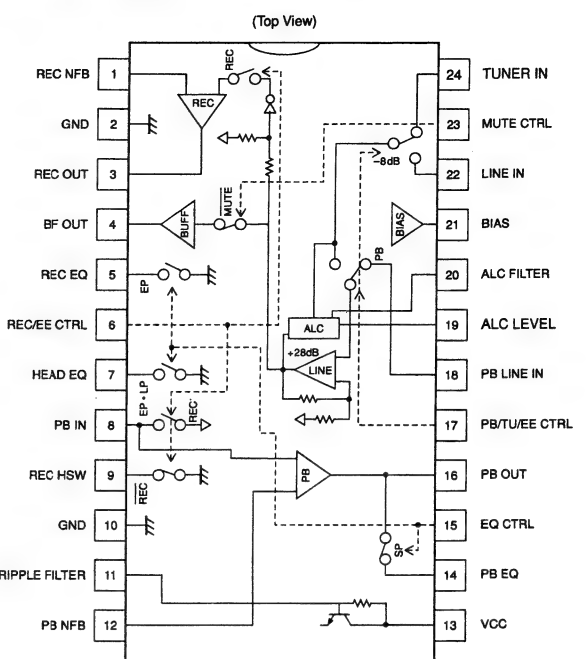 (Top View)
REC NFB 1
GND 2
REC OUT 3
BF OUT 4
REC EQ 5
REC/EE CTRL 6
HEAD EQ 7
PB IN 8
REC HSW 9
GND 10
RIPPLE FILTER 11
PB NFB 12
24 TUNER IN
23 MUTE CTRL
22 LINE IN
21 BIAS
20 ALC FILTER
19 ALC LEVEL
18 PB LINE IN
17 PB/TU/EE CTRL
16 PB OUT
15 EQ CTRL
14 PB EQ
13 VCC
REC
REC
-8dB
BUFF
MUTE
BIAS
EP
PB
ALC
+28dB
LINE
EP • LP
REC
REC
PB
SP